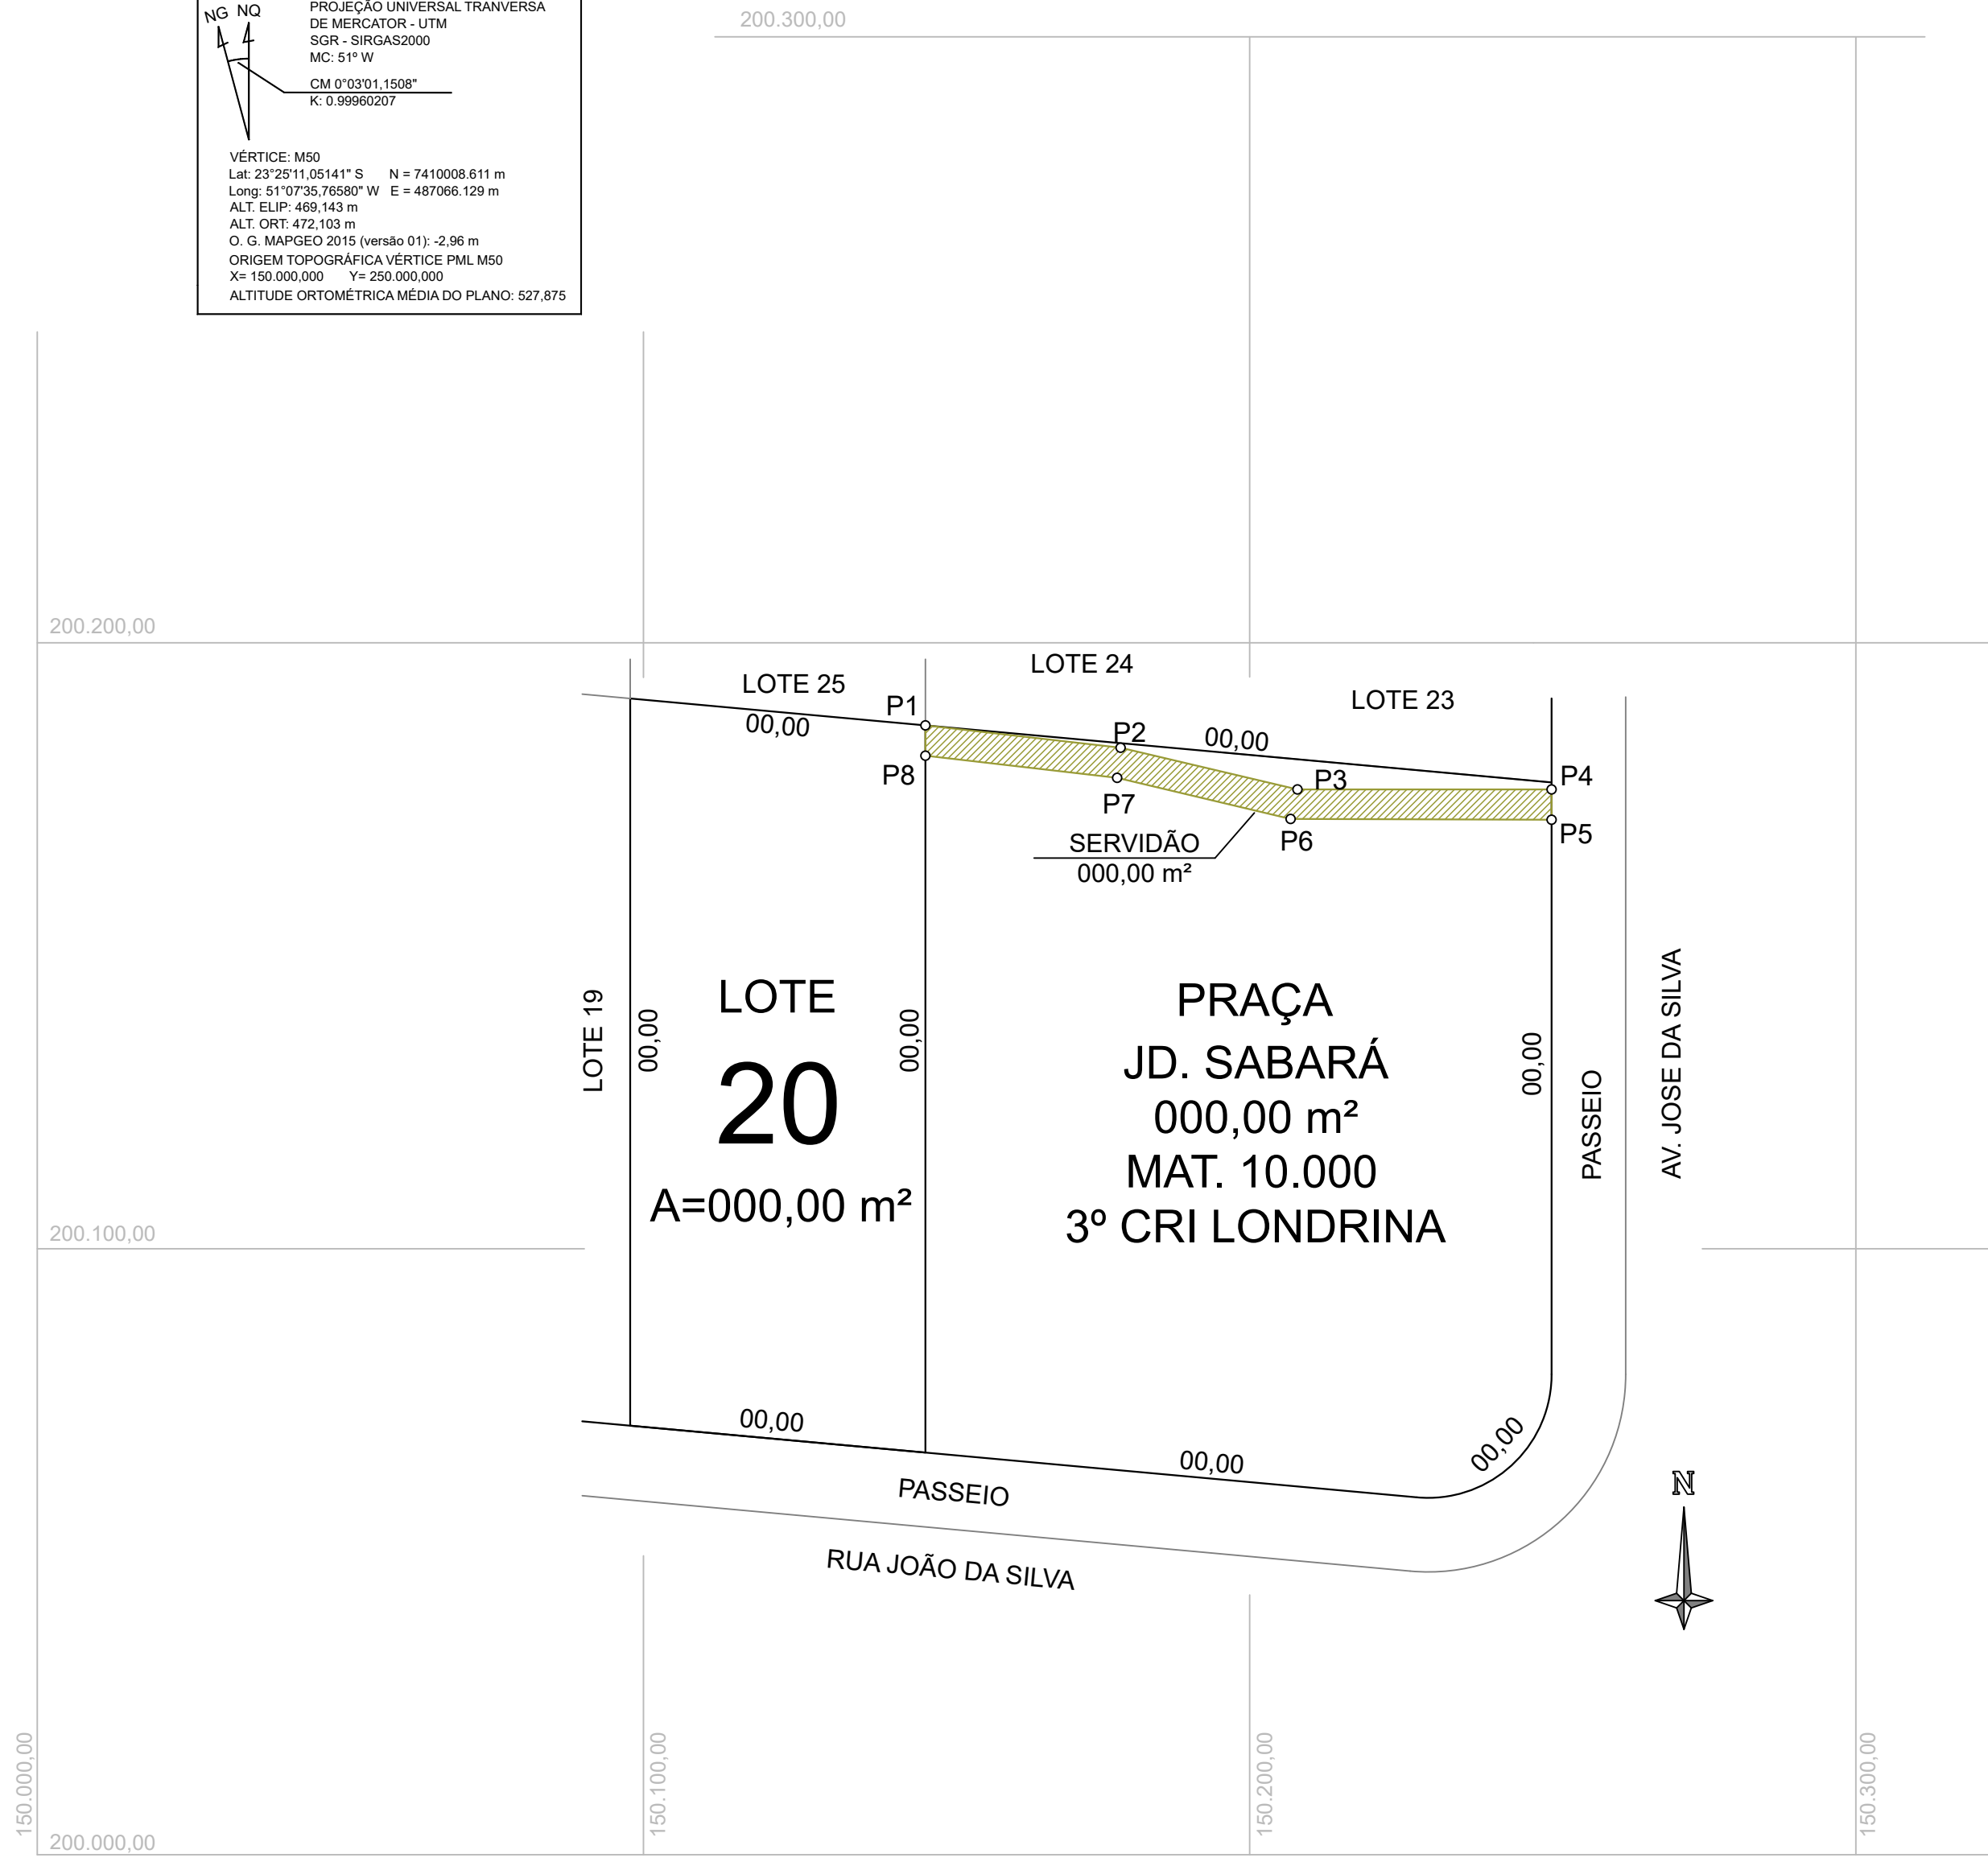 PROJEÇÃO UNIVERSAL TRANVERSA
DE MERCATOR - UTM
SGR - SIRGAS2000
MC: 51º W
NG NQ
CM 0°03'01,1508"
K: 0.99960207
VÉRTICE: M50
Lat: 23°25'11,05141" S N = 7410008.611 m
Long: 51°07'35,76580" W E = 487066.129 m
ALT. ELIP: 469,143 m
ALT. ORT: 472,103 m
O. G. MAPGEO 2015 (versão 01): -2,96 m
ORIGEM TOPOGRÁFICA VÉRTICE PML M50
X= 150.000,000 Y= 250.000,000
ALTITUDE ORTOMÉTRICA MÉDIA DO PLANO: 527,875
200.300,00
200.200,00
LOTE 24
LOTE 25
LOTE 23
P1
00,00
P2
00,00
P3
P4
P8
P7
P6
P5
SERVIDÃO
000,00 m²
LOTE 19
00,00
LOTE
20
A=000,00 m²
00,00
PRAÇA
JD. SABARÁ
000,00 m²
MAT. 10.000
3º CRI LONDRINA
00,00
PASSEIO
AV. JOSE DA SILVA
200.100,00
00,00
00,00
00,00
PASSEIO
RUA JOÃO DA SILVA
N
150.000,00
150.100,00
150.200,00
150.300,00
200.000,00